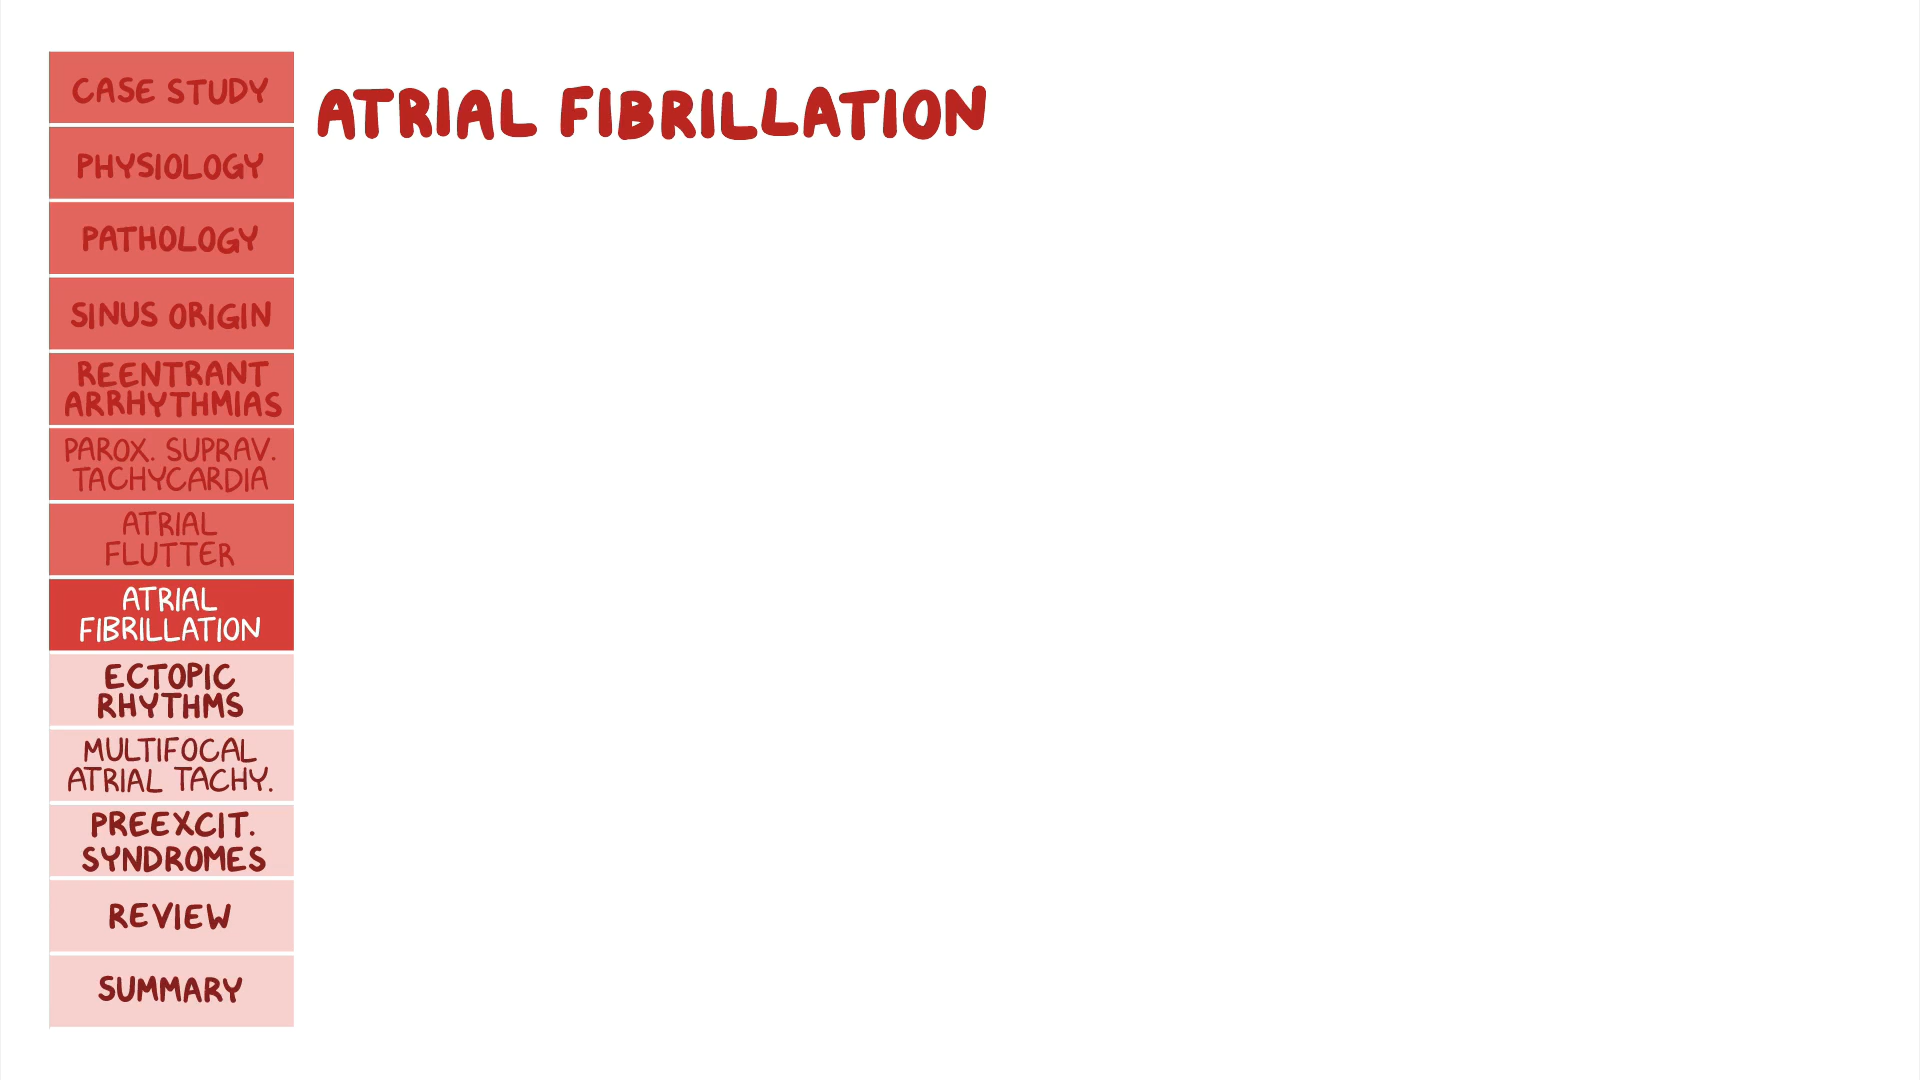 CASE STUDY
PHYSIOLOGY
PATHOLOGY
SINUS ORIGIN
REENTRANT
ARRHYTHMIAS
PAROX. SUPRAV.
TACHYCARDIA
ATRIAL
FLUTTER
ATRIAL
FIBRILLATION
ECTOPIC
RHYTHMS
MULTIFOCAL
ATRIAL TACHY.
PREEXCIT.
SYNDROMES
REVIEW
SUMMARY
ATRIAL FIBRILLATION